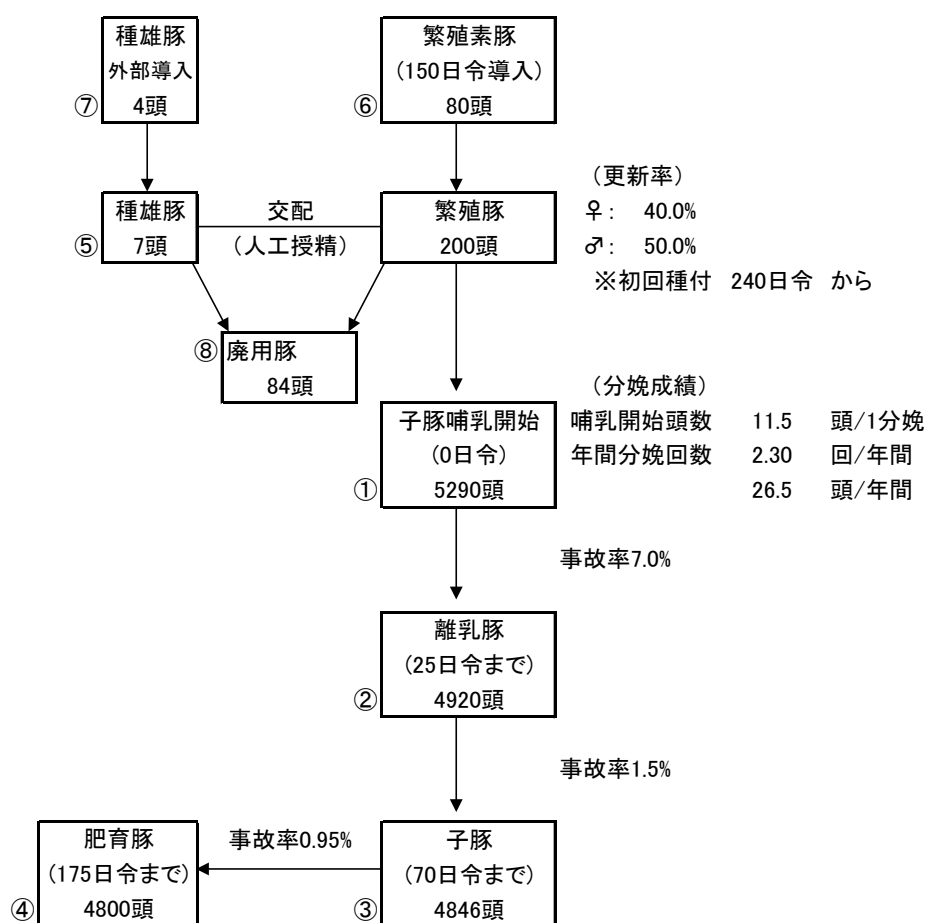 種雄豚
外部導入
⑦ 4頭
繁殖素豚
(150日令導入)
⑥ 80頭
種雄豚
⑤ 7頭
交配
(人工授精)
繁殖豚
200頭
(更新率)
♀: 40.0%
♂: 50.0%
※初回種付 240日令 から
⑧ 廃用豚
84頭
子豚哺乳開始
(0日令)
① 5290頭
(分娩成績)
哺乳開始頭数 11.5 頭/1分娩
年間分娩回数 2.30 回/年間
26.5 頭/年間
事故率7.0%
離乳豚
(25日令まで)
② 4920頭
事故率1.5%
肥育豚
(175日令まで)
④ 4800頭
事故率0.95%
子豚
(70日令まで)
③ 4846頭